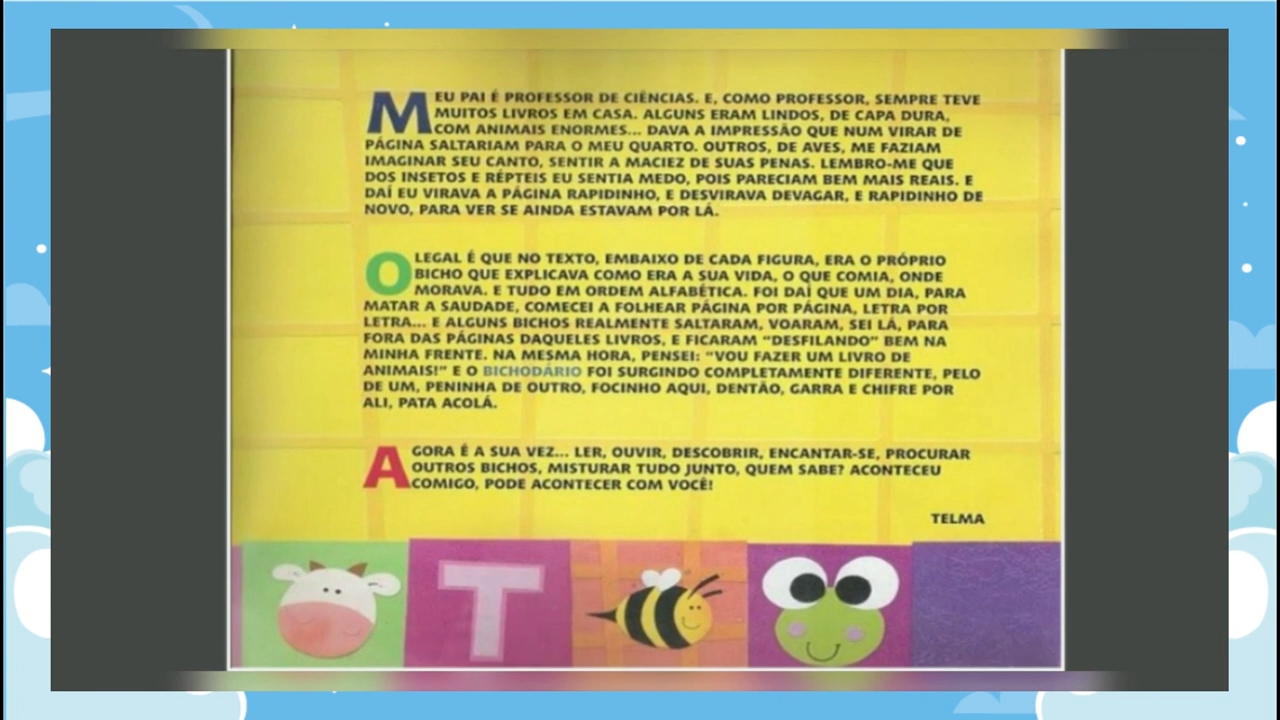 MEU PAI É PROFESSOR DE CIÊNCIAS. E, COMO PROFESSOR, SEMPRE TEVE
MUITOS LIVROS EM CASA. ALGUNS ERAM LINDOS, DE CAPA DURA,
COM ANIMAIS ENORMES... DAVA A IMPRESSÃO QUE NUM VIRAR DE
PÁGINA SALTARIAM PARA O MEU QUARTO. OUTROS, DE AVES, ME FAZIAM
IMAGINAR SEU CANTO, SENTIR A MACIEZ DE SUAS PENAS. LEMBRO-ME QUE
DOS INSETOS E RÉPTEIS EU SENTIA MEDO, POIS PARECIAM BEM MAIS REAIS. E
DAÍ EU VIRAVA A PÁGINA RAPIDINHO, E DESVIRAVA DEVAGAR, E RAPIDINHO DE
NOVO, PARA VER SE AINDA ESTAVAM POR LÁ.
O LEGAL É QUE NO TEXTO, EMBAIXO DE CADA FIGURA, ERA O PRÓPRIO
BICHO QUE EXPLICAVA COMO ERA A SUA VIDA, O QUE COMIA, ONDE
MORAVA. E TUDO EM ORDEM ALFABÉTICA. FOI DAÍ QUE UM DIA, PARA
MATAR A SAUDADE, COMECEI A FOLHEAR PÁGINA POR PÁGINA, LETRA POR
LETRA... E ALGUNS BICHOS REALMENTE SALTARAM, VOARAM, SEI LÁ, PARA
FORA DAS PÁGINAS DAQUELES LIVROS, E FICARAM “DESFILANDO” BEM NA
MINHA FRENTE. NA MESMA HORA, PENSEI: “VOU FAZER UM LIVRO DE
ANIMAIS!” E O BICHODÁRIO FOI SURGINDO COMPLETAMENTE DIFERENTE, PELO
DE UM, PENINHA DE OUTRO, FOCINHO AQUI, DENTÃO, GARRA E CHIFRE POR
ALI, PATA ACOLÁ.
AGORA É A SUA VEZ... LER, OUVIR, DESCOBRIR, ENCANTAR-SE, PROCURAR
OUTROS BICHOS, MISTURAR TUDO JUNTO, QUEM SABE? ACONTECEU
COMIGO, PODE ACONTECER COM VOCÊ!
TELMA
T